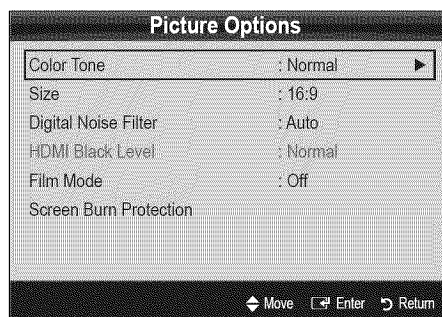 Picture Options
Color Tone : Normal
Size : 16:9
Digital Noise Filter : Auto
HDMI Black Level : Normal
Film Mode : Off
Screen Burn Protection
Move Enter Return